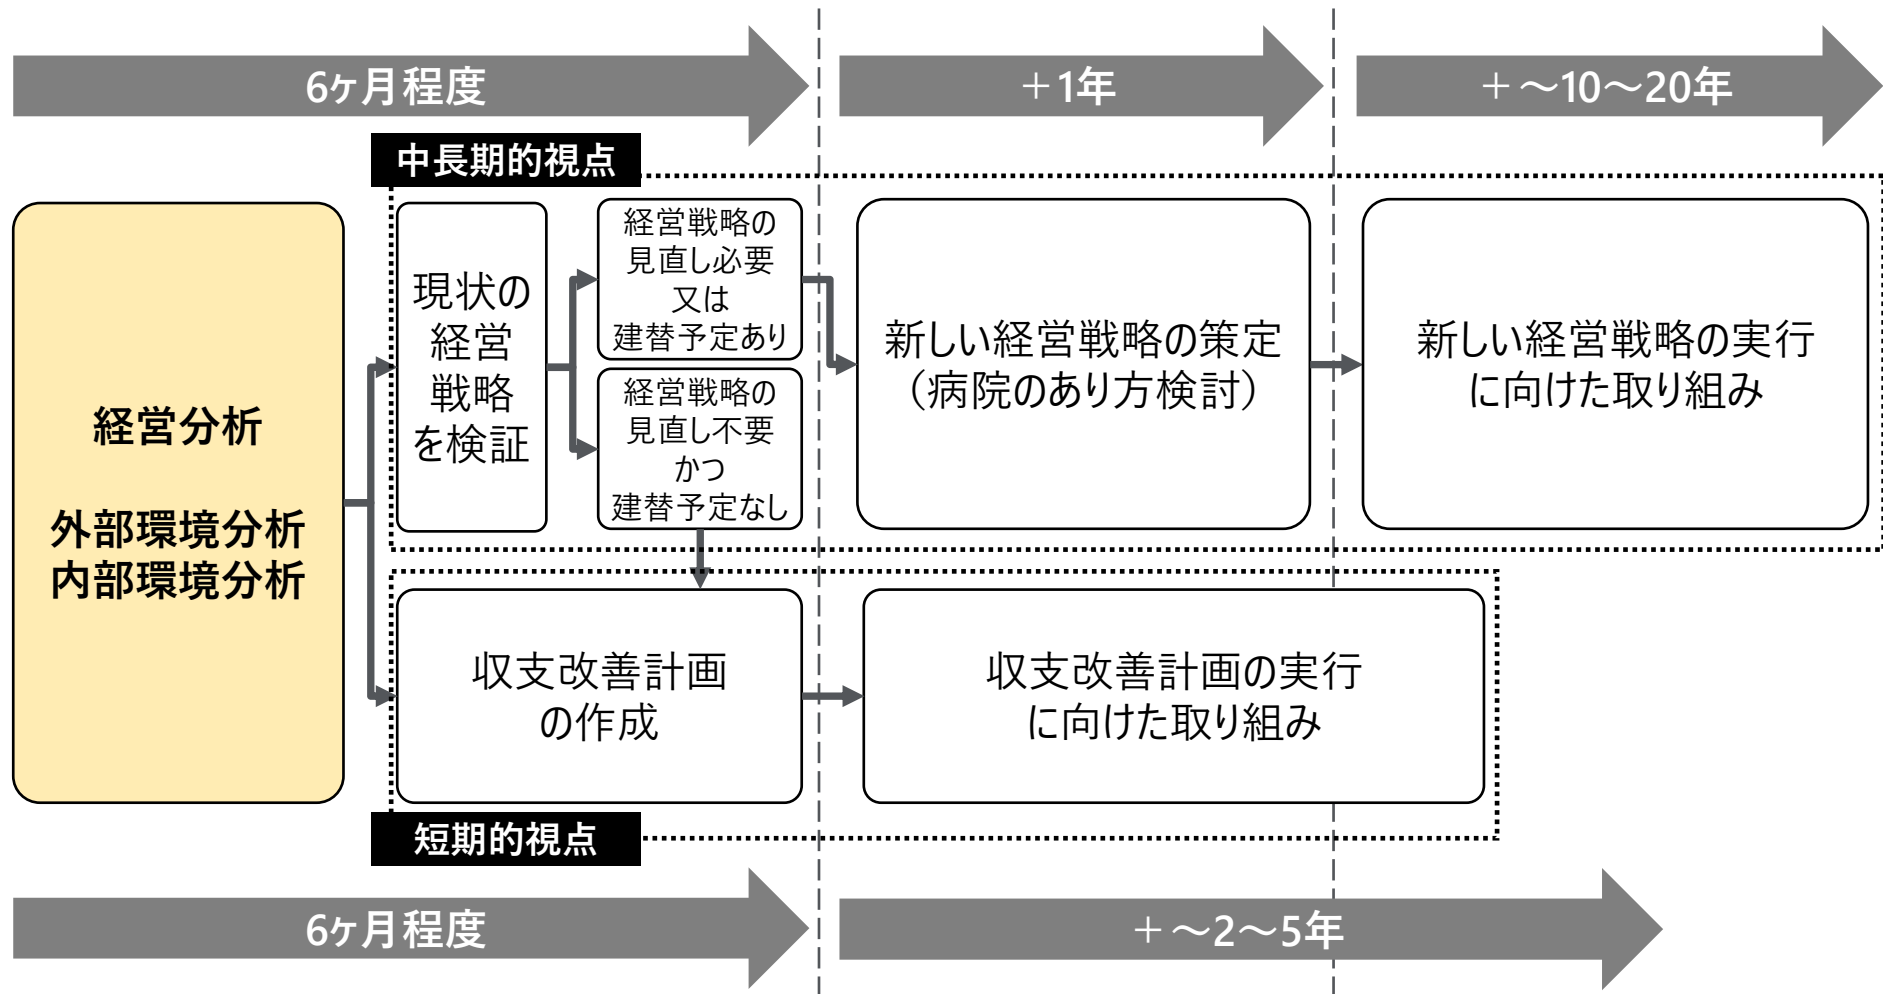 6ヶ月程度
＋1年
＋～10～20年
中長期的視点
経営分析
外部環境分析
内部環境分析
現状の
経営
戦略
を検証
経営戦略の
見直し必要
又は
建替予定あり
経営戦略の
見直し不要
かつ
建替予定なし
新しい経営戦略の策定
（病院のあり方検討）
新しい経営戦略の実行
に向けた取り組み
収支改善計画
の作成
収支改善計画の実行
に向けた取り組み
短期的視点
6ヶ月程度
＋～2～5年